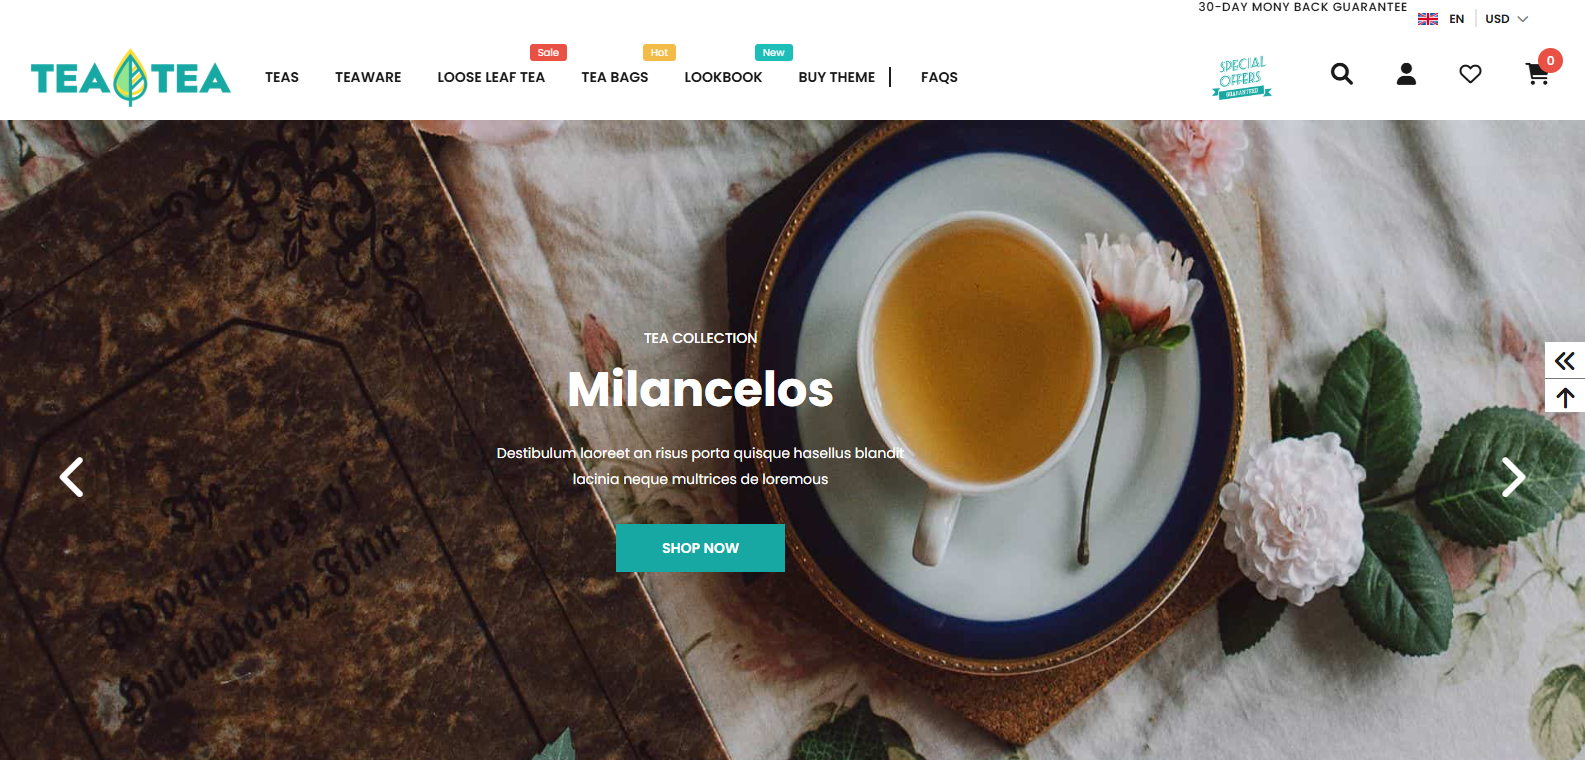 30-DAY MONY BACK GUARANTEE
EN
USD
TEA TEA
TEAS
TEAWARE
LOOSE LEAF TEA
Sale
TEA BAGS
Hot
LOOKBOOK
New
BUY THEME
FAQS
SPECIAL
OFFERS
GUARANTEED
0
TEA COLLECTION
Milancelos
Destibulum laoreet an risus porta quisque hasellus blandit
lacinia neque multrices de loremous
SHOP NOW
The
Adventures of
Huckleberry Finn